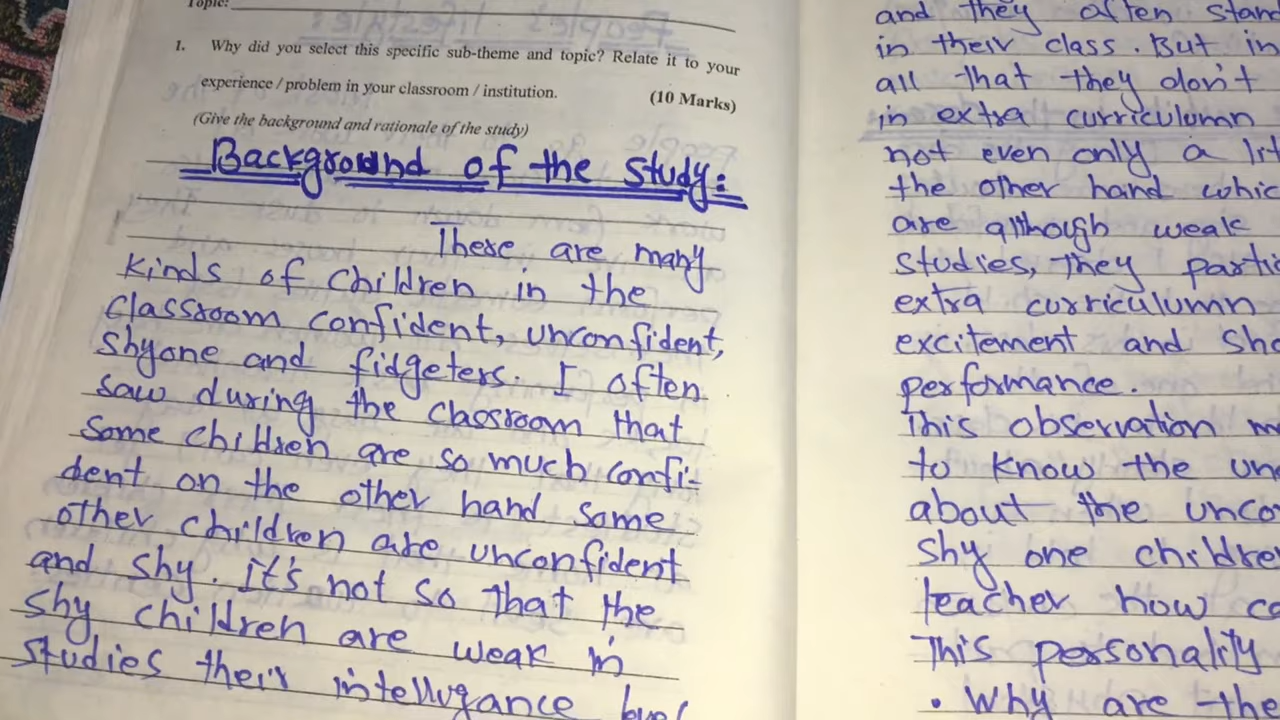 Topic:
1. Why did you select this specific sub-theme and topic? Relate it to your
experience / problem in your classroom / institution.
(10 Marks)
(Give the background and rationale of the study)
Background of the study:
These are many
kinds of children in the
classroom confident, unconfident,
shyone and fidgeters. I often
saw during the classroom that
some children are so much confi-
dent on the other hand some
other children are unconfident
and shy. it's not so that the
shy children are weak in
studies their intellugance
and they often stand
in their class. But in
all that they don't
in extra curriculumn
not even only a
the other hand
are although weak
studies, they
extra curriculumn
excitement and
performance.
This observation
to know the
about the
shy one
teacher how
This personality
• Why are